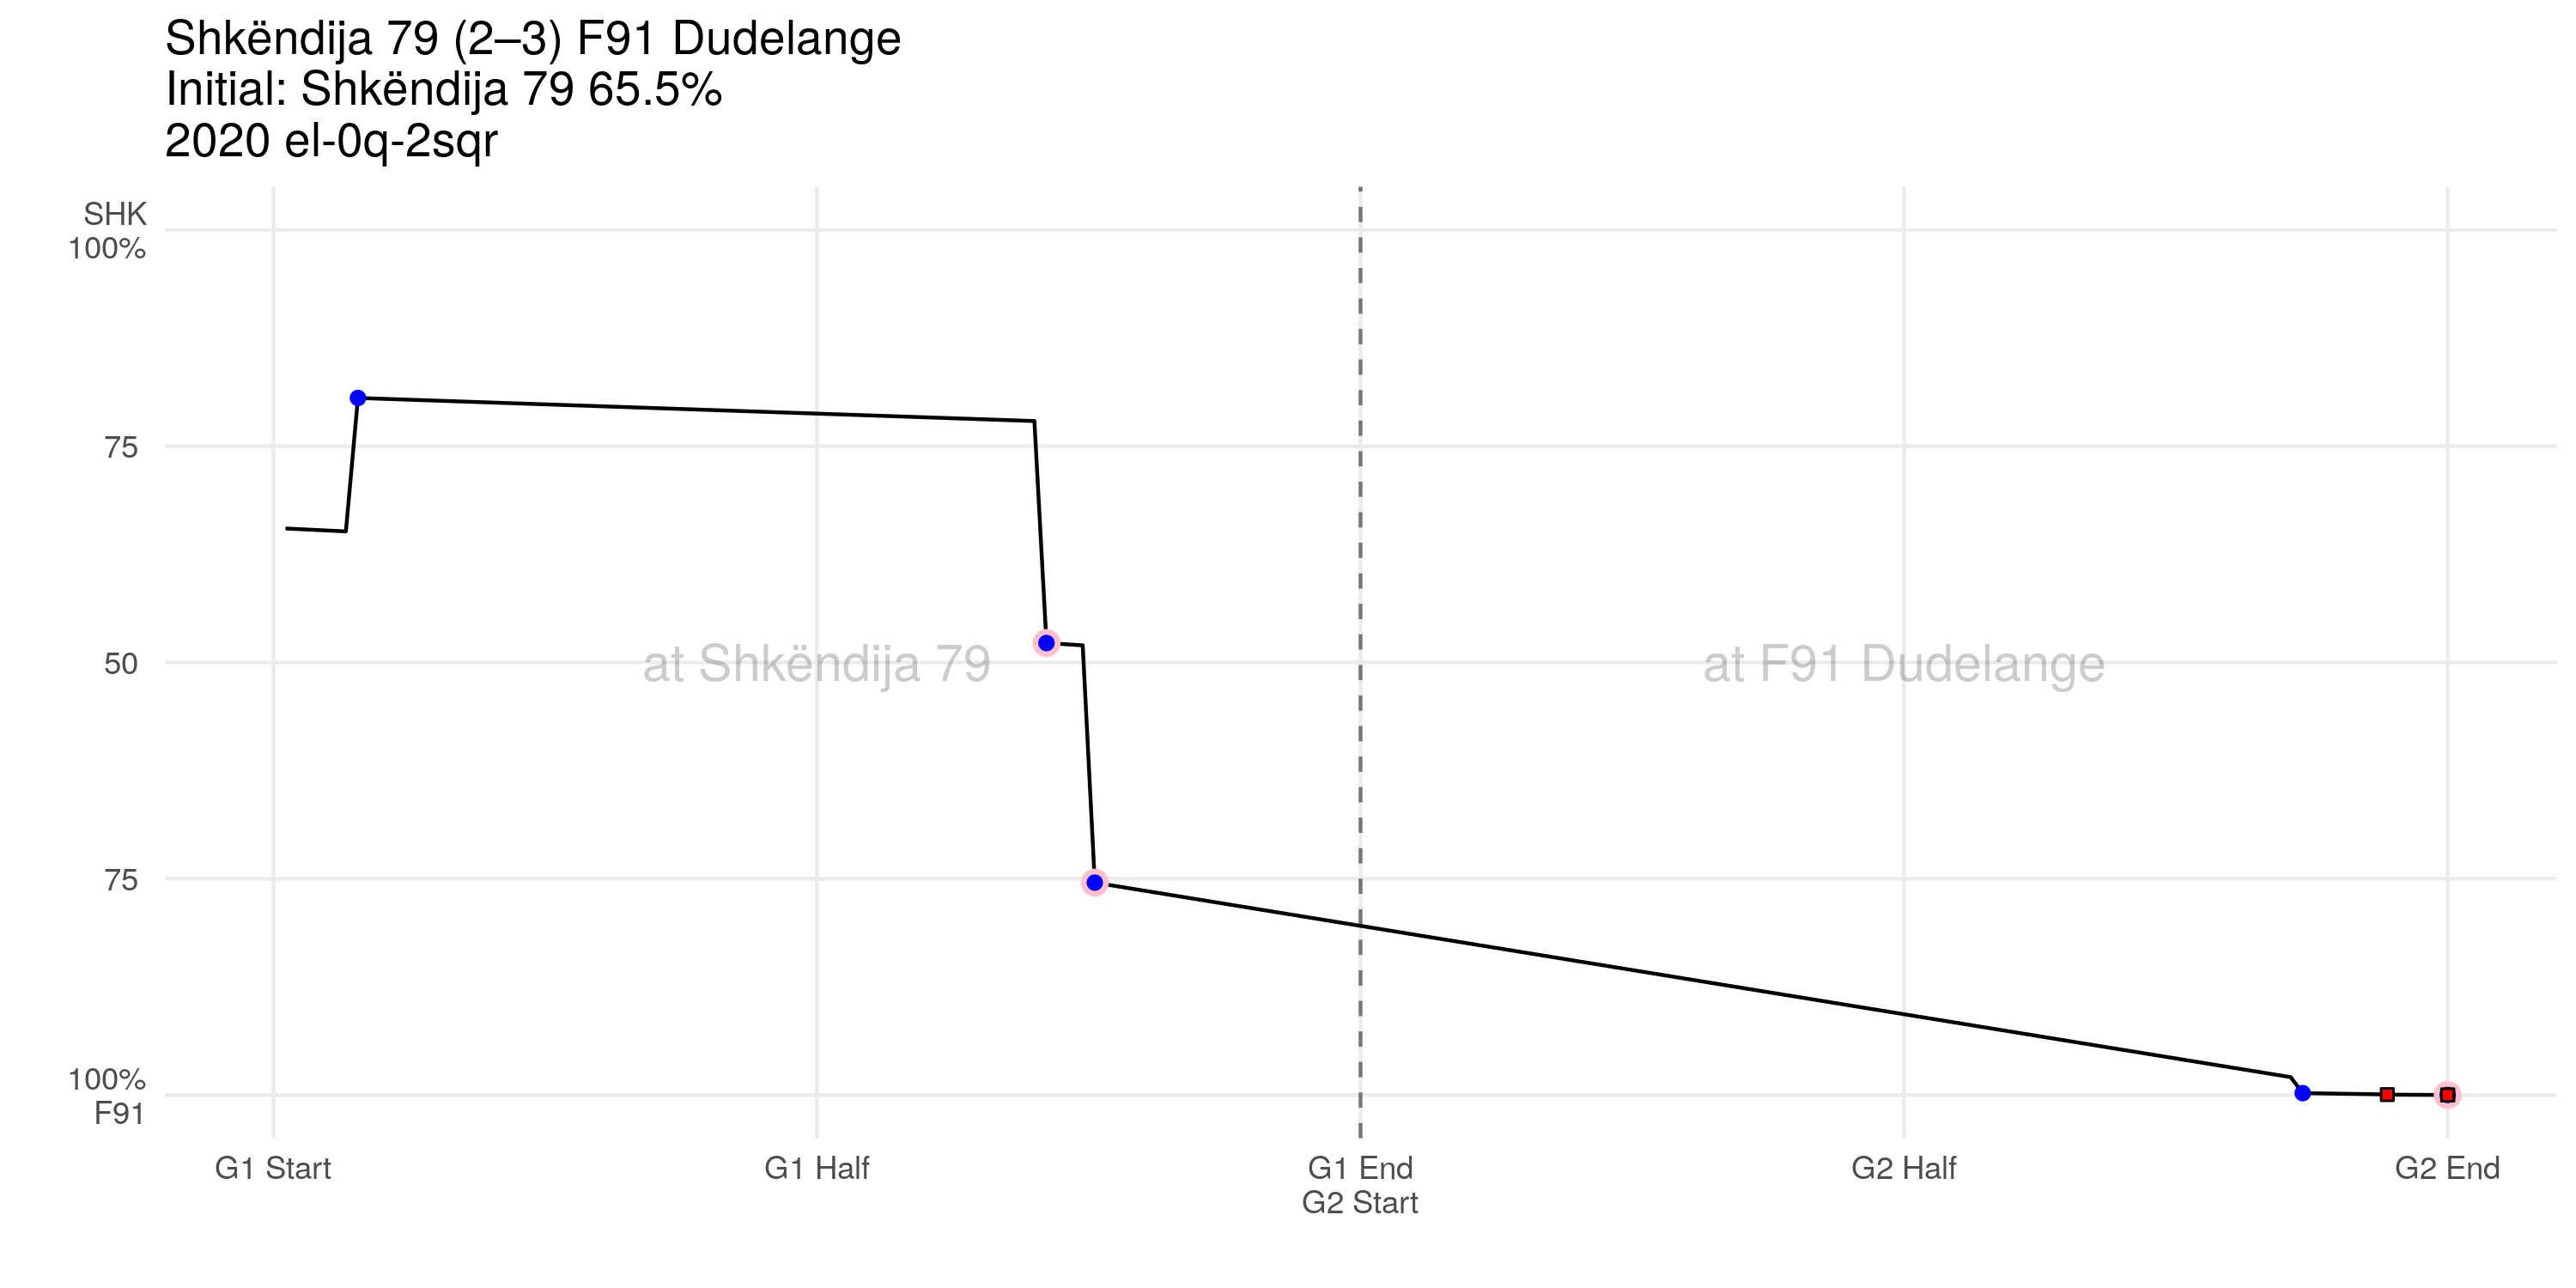 Shkëndija 79 (2–3) F91 Dudelange
Initial: Shkëndija 79 65.5%
2020 el-0q-2sqr
SHK
100%
75
50
75
100%
F91
at Shkëndija 79
at F91 Dudelange
G1 Start
G1 Half
G1 End
G2 Start
G2 Half
G2 End